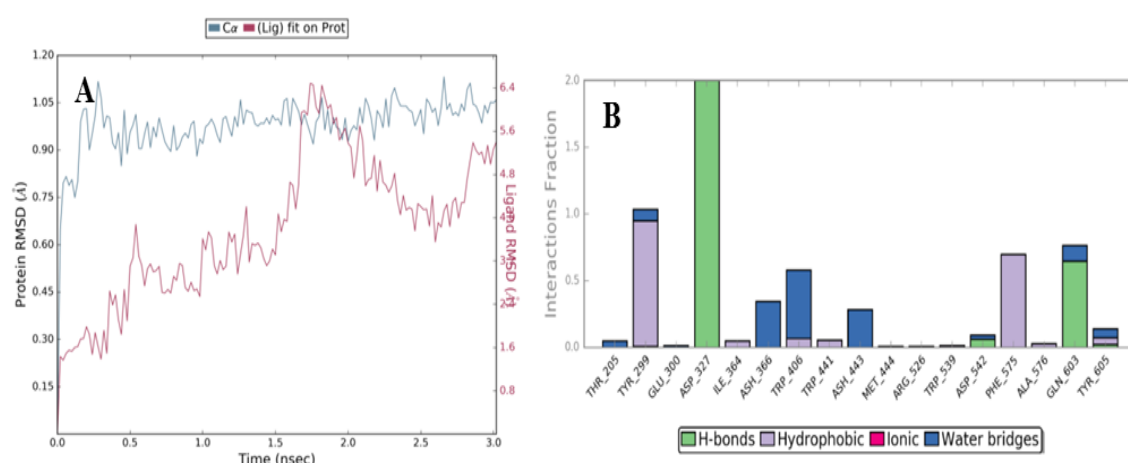 Cα (Lig) fit on Prot
A
1.20
1.05
0.90
0.75
0.60
0.45
0.30
0.15
Protein RMSD (Å)
6.4
5.6
4.8
1.6
0.8
Ligand RMSD (Å)
0.0 0.5 1.0 1.5 2.0 2.5 3.0
Time (nsec)
B
2.0
1.5
1.0
0.5
0.0
Interactions Fraction
THR_205 TYR_299 GLU_300 ASP_327 ILE_364 ASH_366 TRP_406 TRP_441 ASH_443 MET_444 ARG_526 TRP_539 ASP_542 PHE_575 ALA_576 GLN_603 TYR_605
H-bonds Hydrophobic Ionic Water bridges